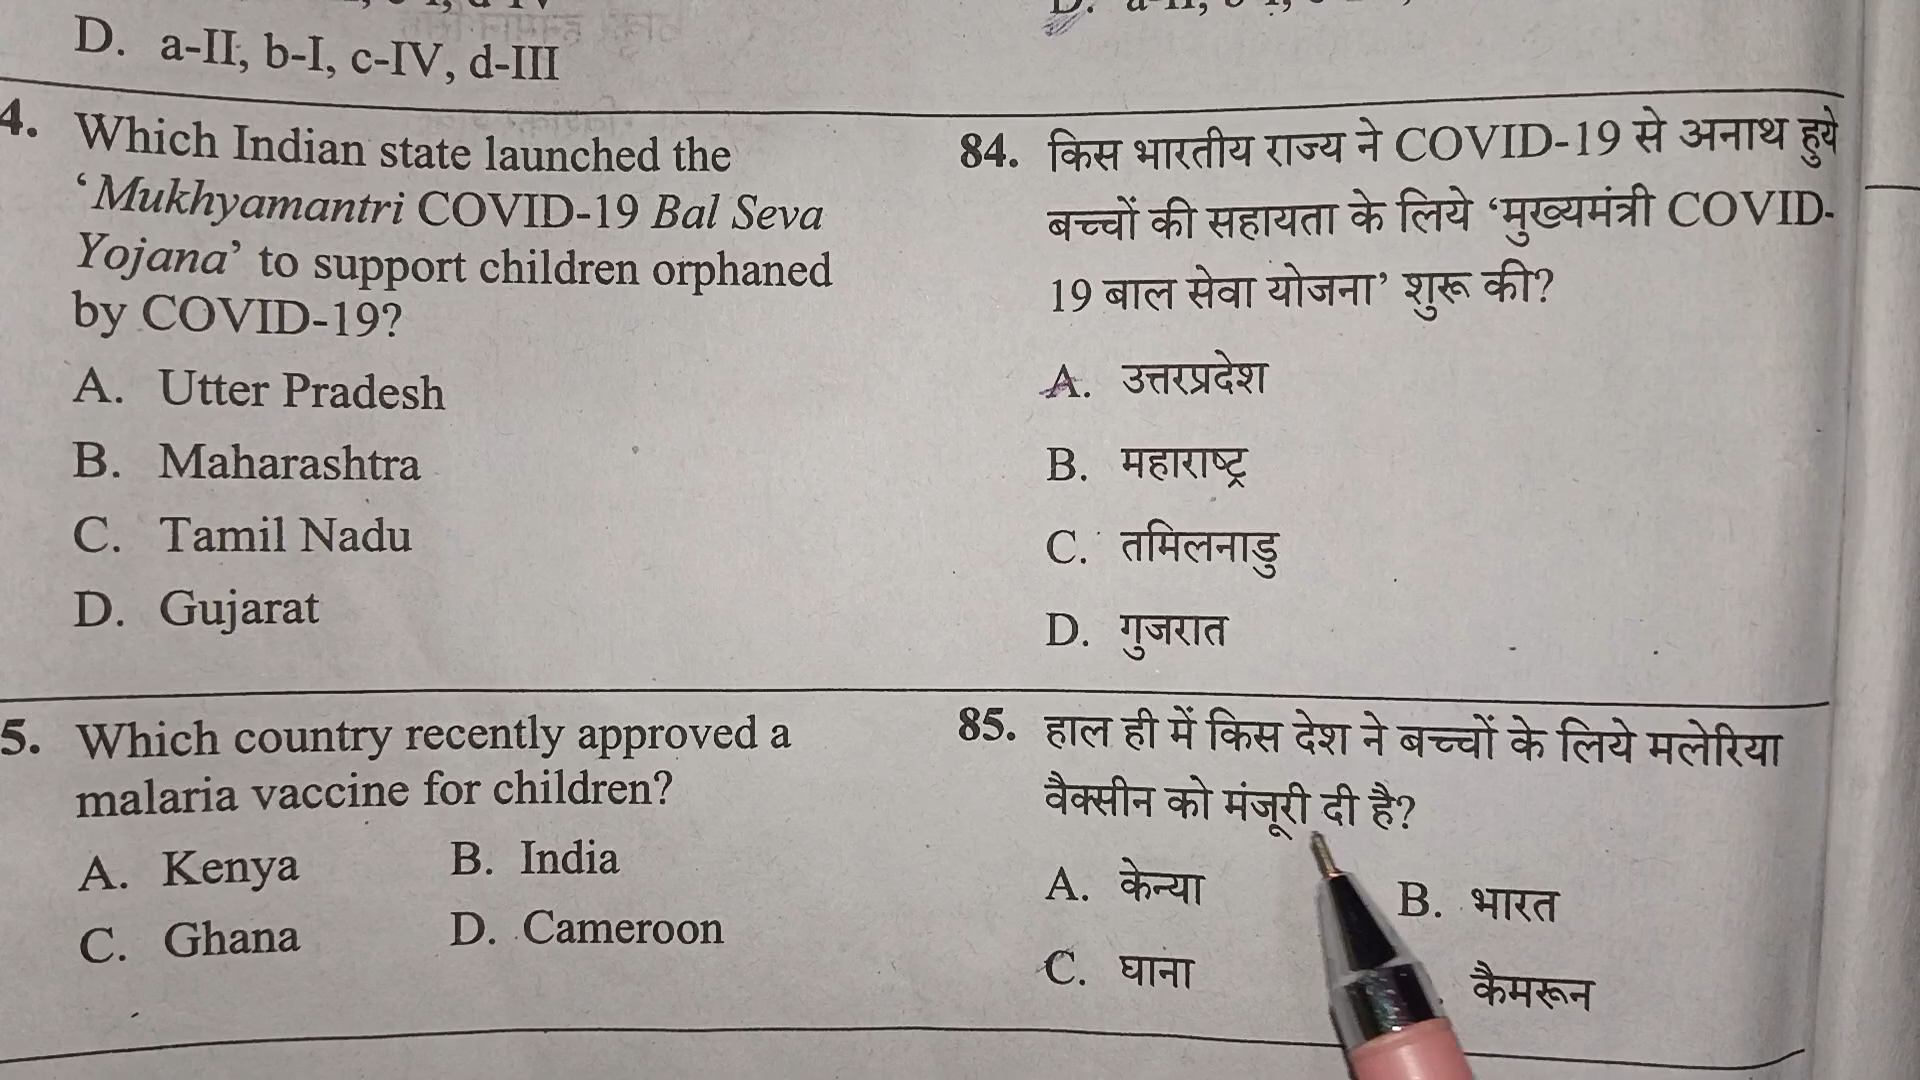 D. a-II, b-I, c-IV, d-III
4. Which Indian state launched the
‘Mukhyamantri COVID-19 Bal Seva
Yojana’ to support children orphaned
by COVID-19?
A. Utter Pradesh
B. Maharashtra
C. Tamil Nadu
D. Gujarat
5. Which country recently approved a
malaria vaccine for children?
A. Kenya B. India
C. Ghana D. Cameroon
84. किस भारतीय राज्य ने COVID-19 से अनाथ हुये
बच्चों की सहायता के लिये ‘मुख्यमंत्री COVID-
19 बाल सेवा योजना’ शुरू की?
A. उत्तरप्रदेश
B. महाराष्ट्र
C. तमिलनाडु
D. गुजरात
85. हाल ही में किस देश ने बच्चों के लिये मलेरिया
वैक्सीन को मंजूरी दी है?
A. केन्या B. भारत
C. घाना कैमरून